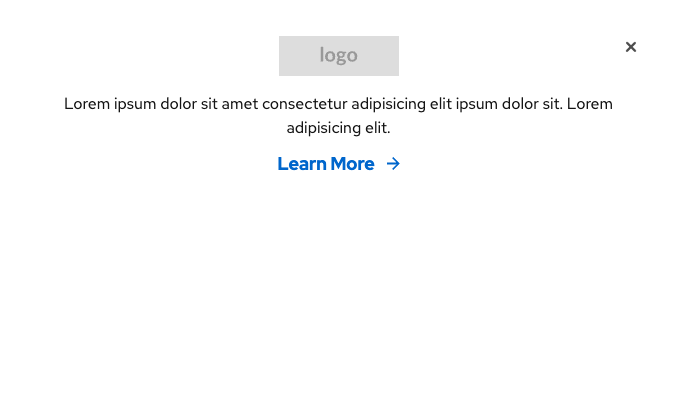 logo
Lorem ipsum dolor sit amet consectetur adipisicing elit ipsum dolor sit. Lorem
adipisicing elit.
Learn More